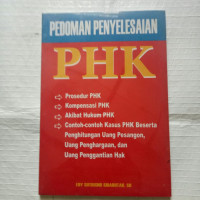 PEDOMAN PENYELESAIAN
PHK
Prosedur PHK
Kompensasi PHK
Akibat Hukum PHK
Contoh-contoh Kasus PHK Beserta
Penghitungan Uang Pesangon,
Uang Penghargaan, dan
Uang Penggantian Hak